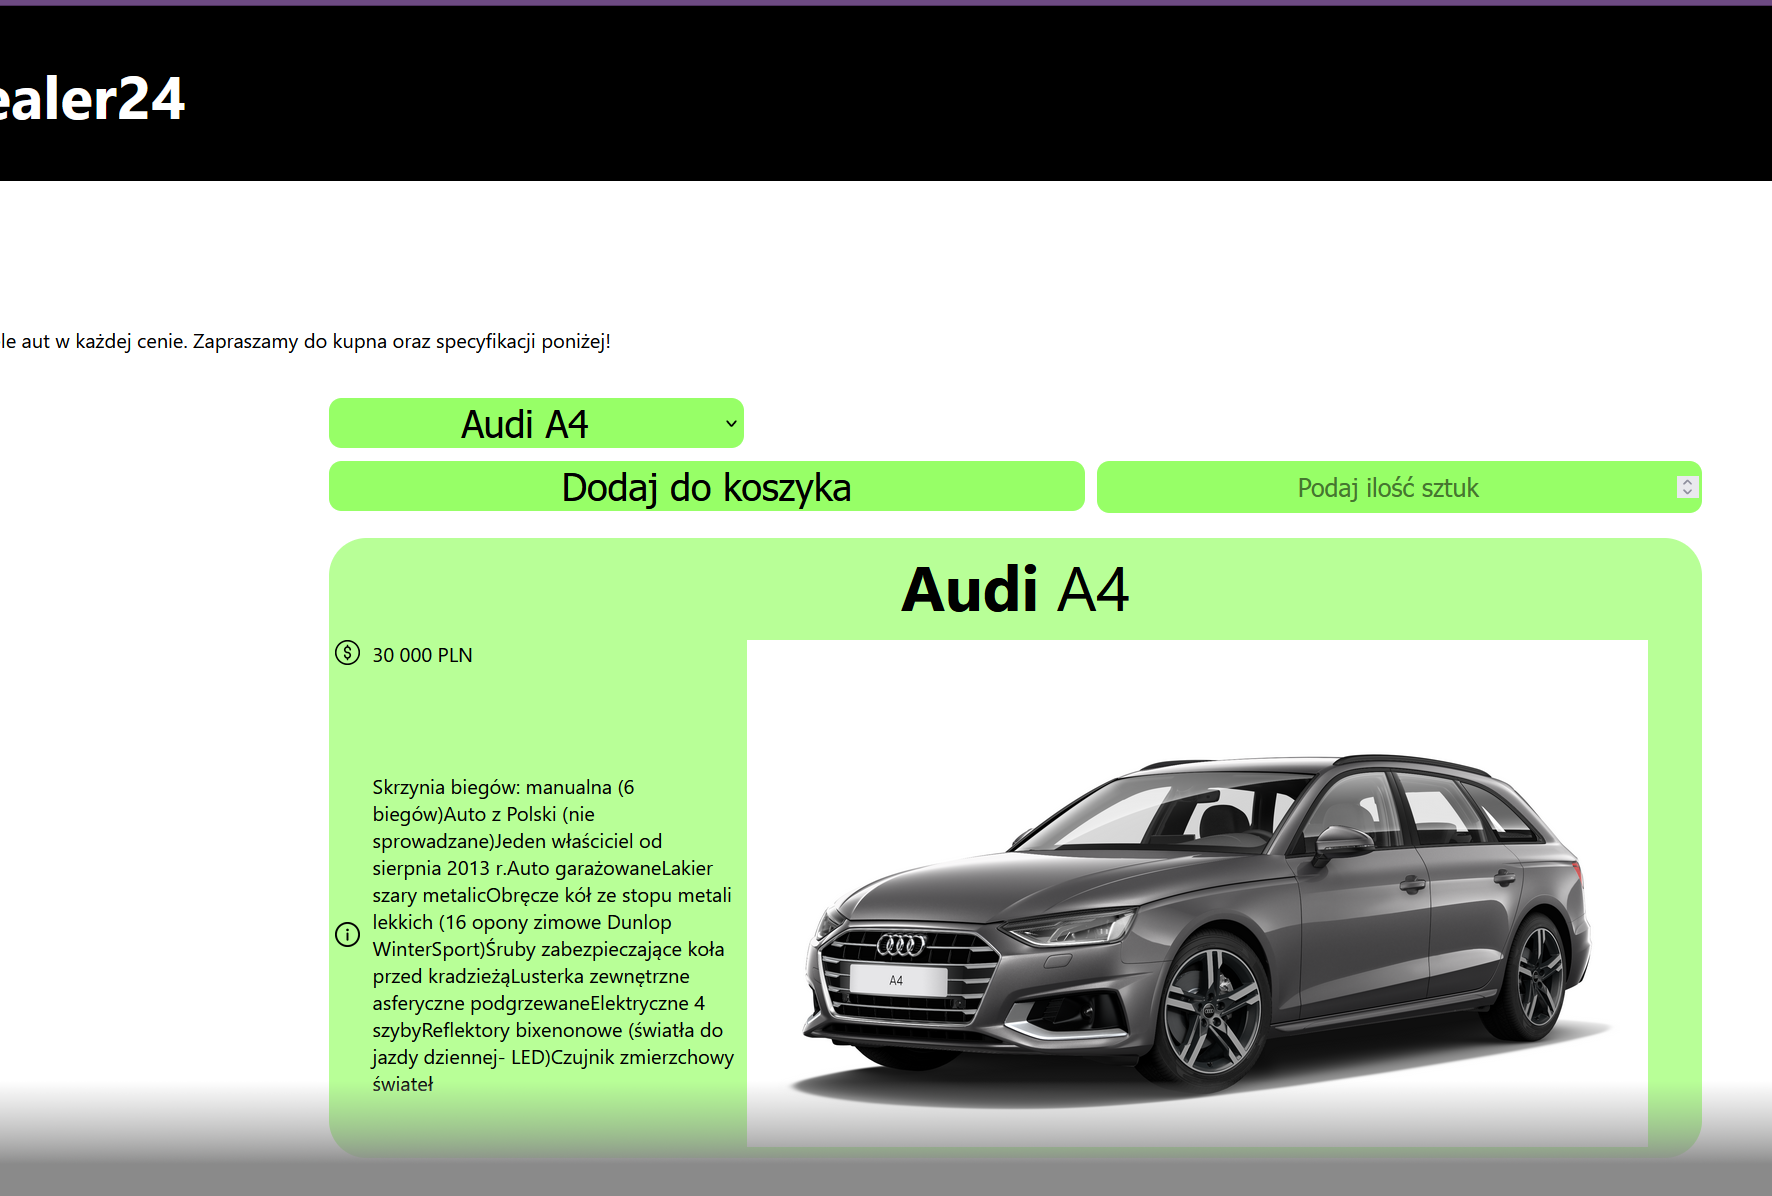 ealer24
le aut w każdej cenie. Zapraszamy do kupna oraz specyfikacji poniżej!
Audi A4
Dodaj do koszyka
Podaj ilość sztuk
Audi A4
30 000 PLN
Skrzynia biegów: manualna (6
biegów)Auto z Polski (nie
sprowadzane)Jeden właściciel od
sierpnia 2013 r.Auto garażowaneLakier
szary metalicObręcze kół ze stopu metali
lekkich (16 opony zimowe Dunlop
WinterSport)Śruby zabezpieczające koła
przed kradzieżąLusterka zewnętrzne
asferyczne podgrzewaneElektryczne 4
szybyReflektory bixenonowe (światła do
jazdy dziennej- LED)Czujnik zmierzchowy
świateł
A4